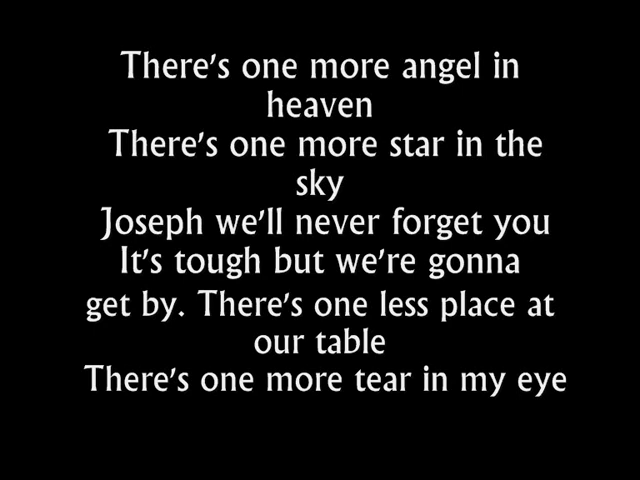 There's one more angel in
heaven
There's one more star in the
sky
Joseph we'll never forget you
It's tough but we're gonna
get by. There's one less place at
our table
There's one more tear in my eye